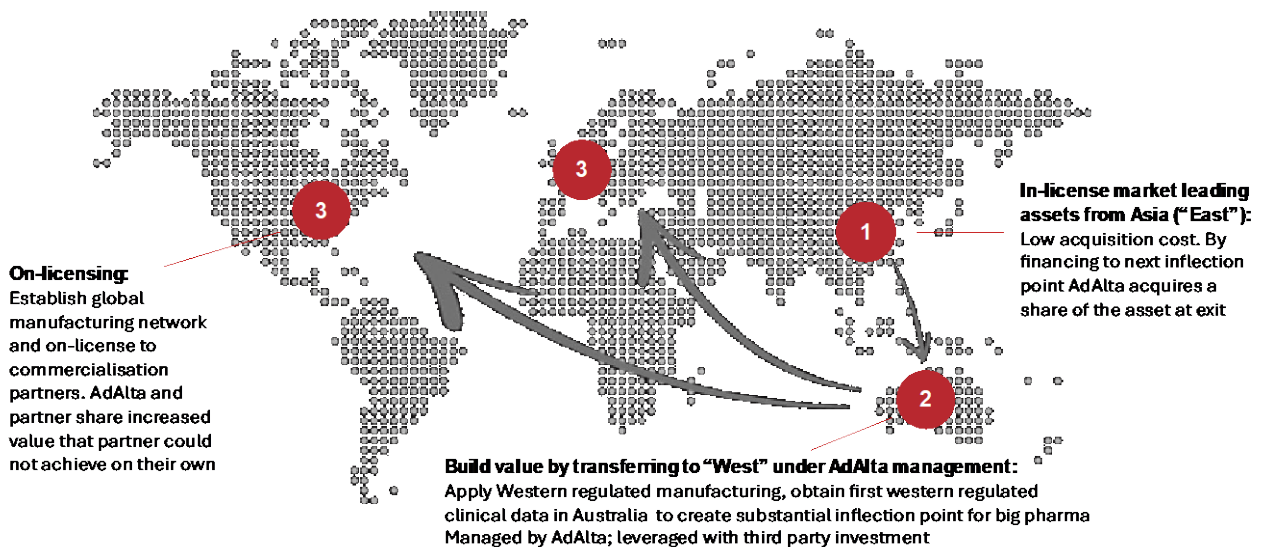 3
3
1
In-license market leading
assets from Asia (“East”):
Low acquisition cost. By
financing to next inflection
point AdAlta acquires a
share of the asset at exit
On-licensing:
Establish global
manufacturing network
and on-license to
commercialisation
partners. AdAlta and
partner share increased
value that partner could
not achieve on their own
2
Build value by transferring to “West” under AdAlta management:
Apply Western regulated manufacturing, obtain first western regulated
clinical data in Australia to create substantial inflection point for big pharma
Managed by AdAlta; leveraged with third party investment